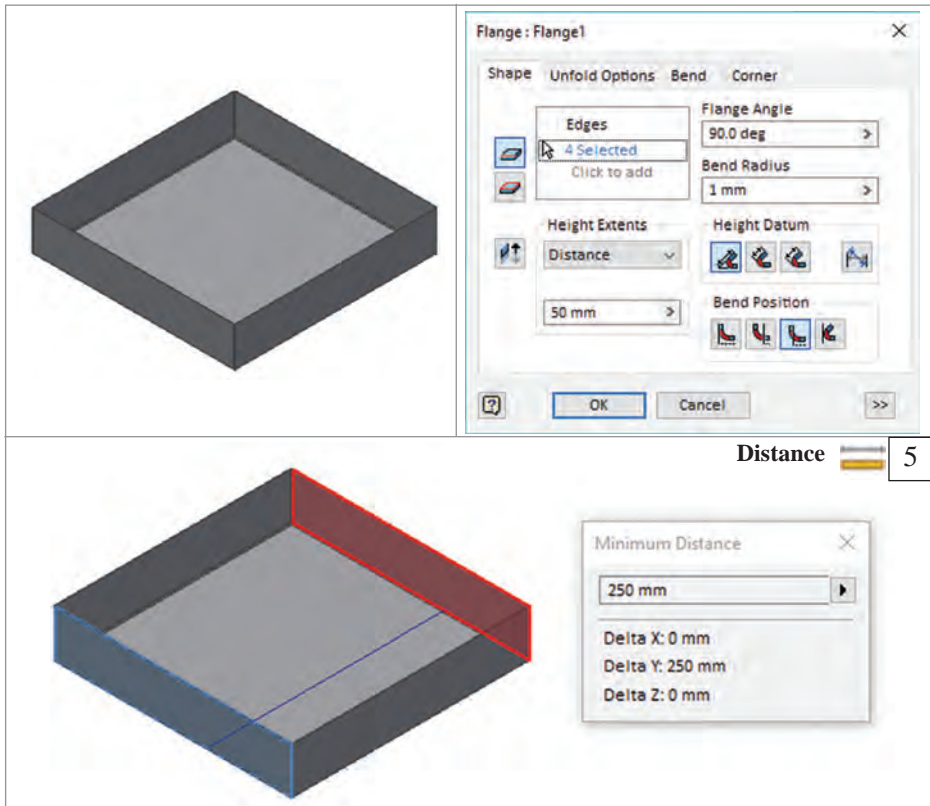 Flange : Flange1
Shape Unfold Options Bend Corner
Edges
4 Selected
Click to add
Flange Angle
90.0 deg >
Bend Radius
1 mm >
Height Extents
Distance
50 mm >
Height Datum
Bend Position
OK Cancel >>
Distance 5
Minimum Distance
250 mm
Delta X: 0 mm
Delta Y: 250 mm
Delta Z: 0 mm